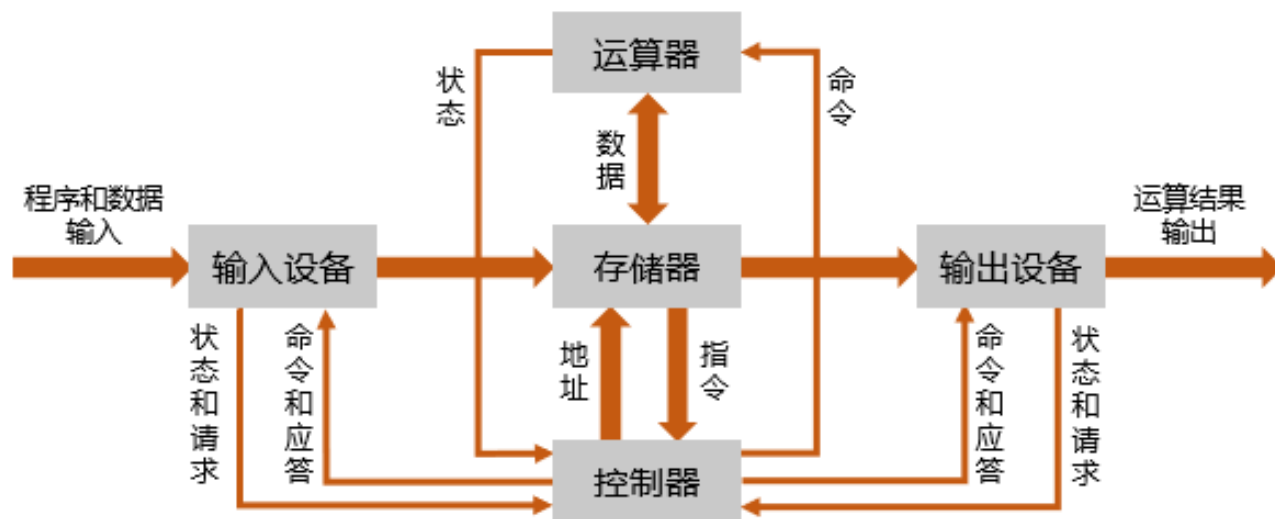 运算器
状态
命令
数据
程序和数据
输入
运算结果
输出
输入设备
存储器
输出设备
状态和请求
命令和应答
地址
指令
命令和应答
状态和请求
控制器